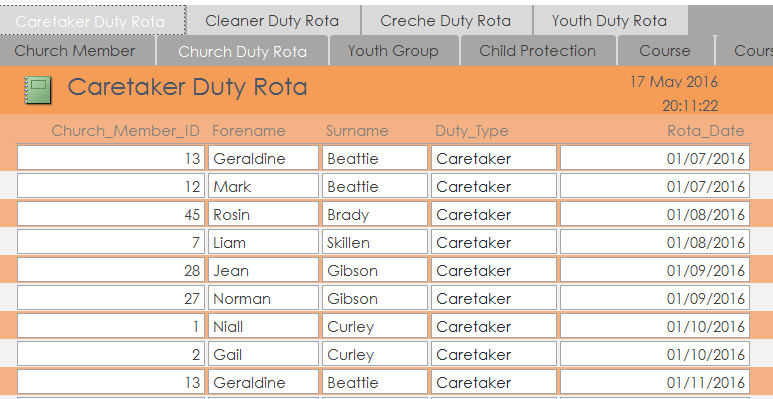 Caretaker Duty Rota Cleaner Duty Rota Creche Duty Rota Youth Duty Rota
Church Member Church Duty Rota Youth Group Child Protection Course Cours
Caretaker Duty Rota 17 May 2016
20:11:22
Church_Member_ID Forename Surname Duty_Type Rota_Date
13 Geraldine Beattie Caretaker 01/07/2016
12 Mark Beattie Caretaker 01/07/2016
45 Rosin Brady Caretaker 01/08/2016
7 Liam Skillen Caretaker 01/08/2016
28 Jean Gibson Caretaker 01/09/2016
27 Norman Gibson Caretaker 01/09/2016
1 Niall Curley Caretaker 01/10/2016
2 Gail Curley Caretaker 01/10/2016
13 Geraldine Beattie Caretaker 01/11/2016